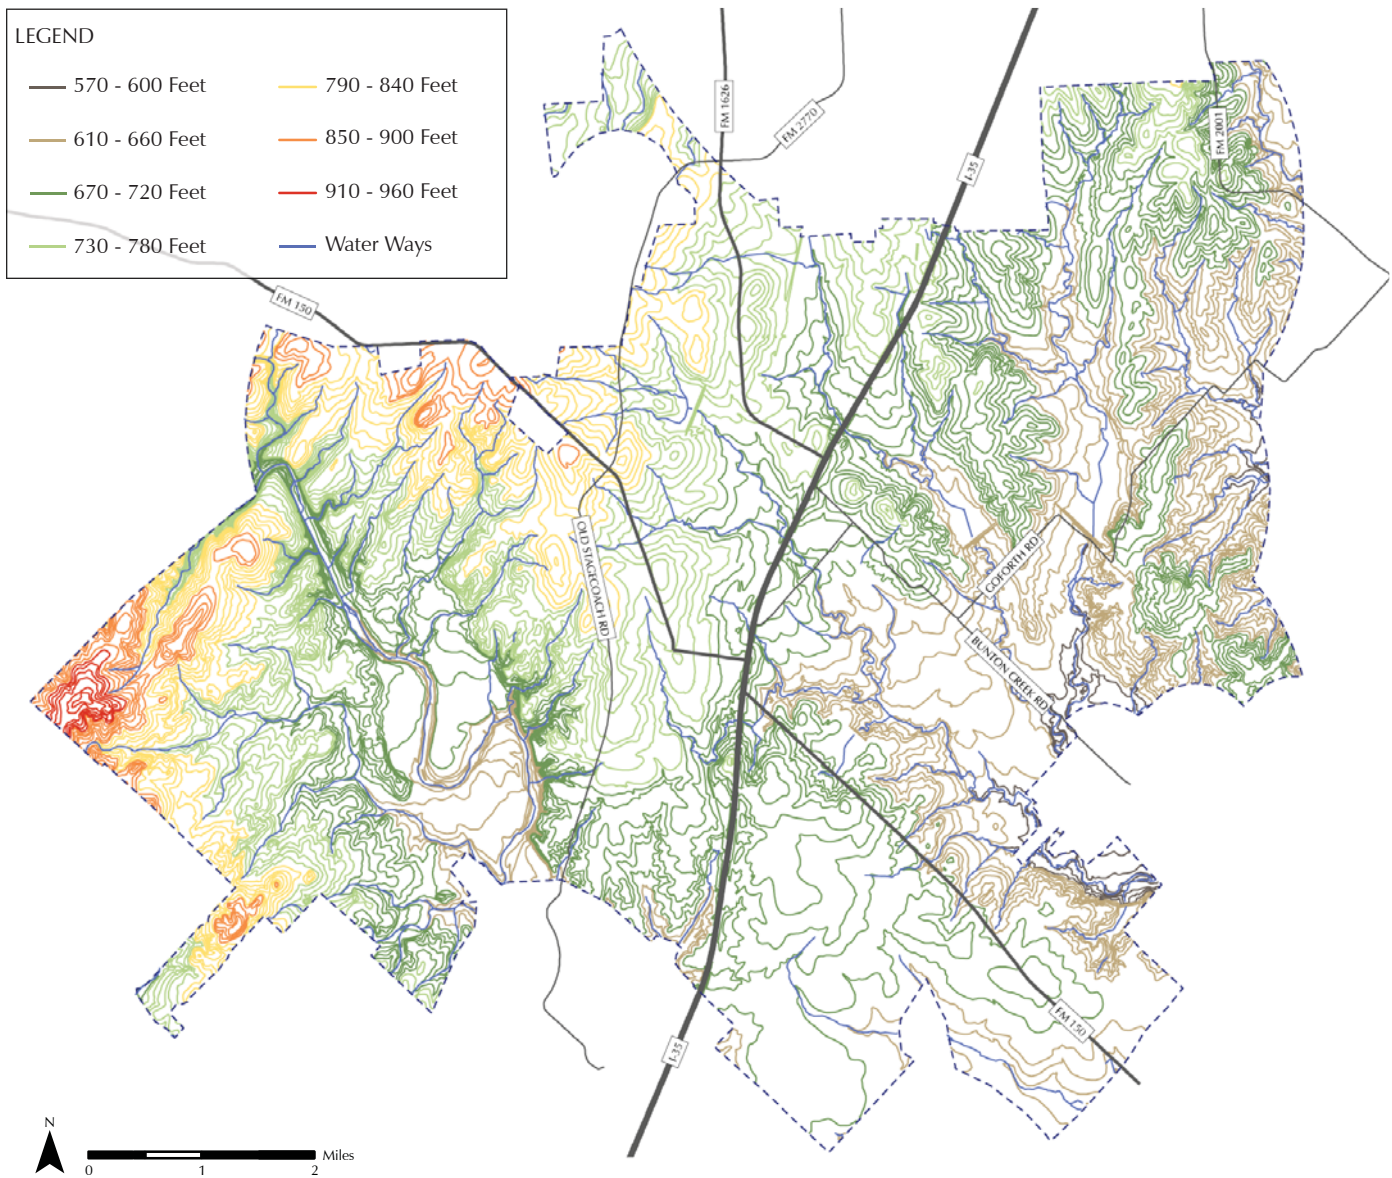 LEGEND
570 - 600 Feet
790 - 840 Feet
610 - 660 Feet
850 - 900 Feet
670 - 720 Feet
910 - 960 Feet
730 - 780 Feet
Water Ways
FM 1626
FM 2770
I-35
FM 2001
FM 150
OLD STAGECOACH RD
GOFORTH RD
BUNTON CREEK RD
FM 150
I-35
N
0 1 2 Miles